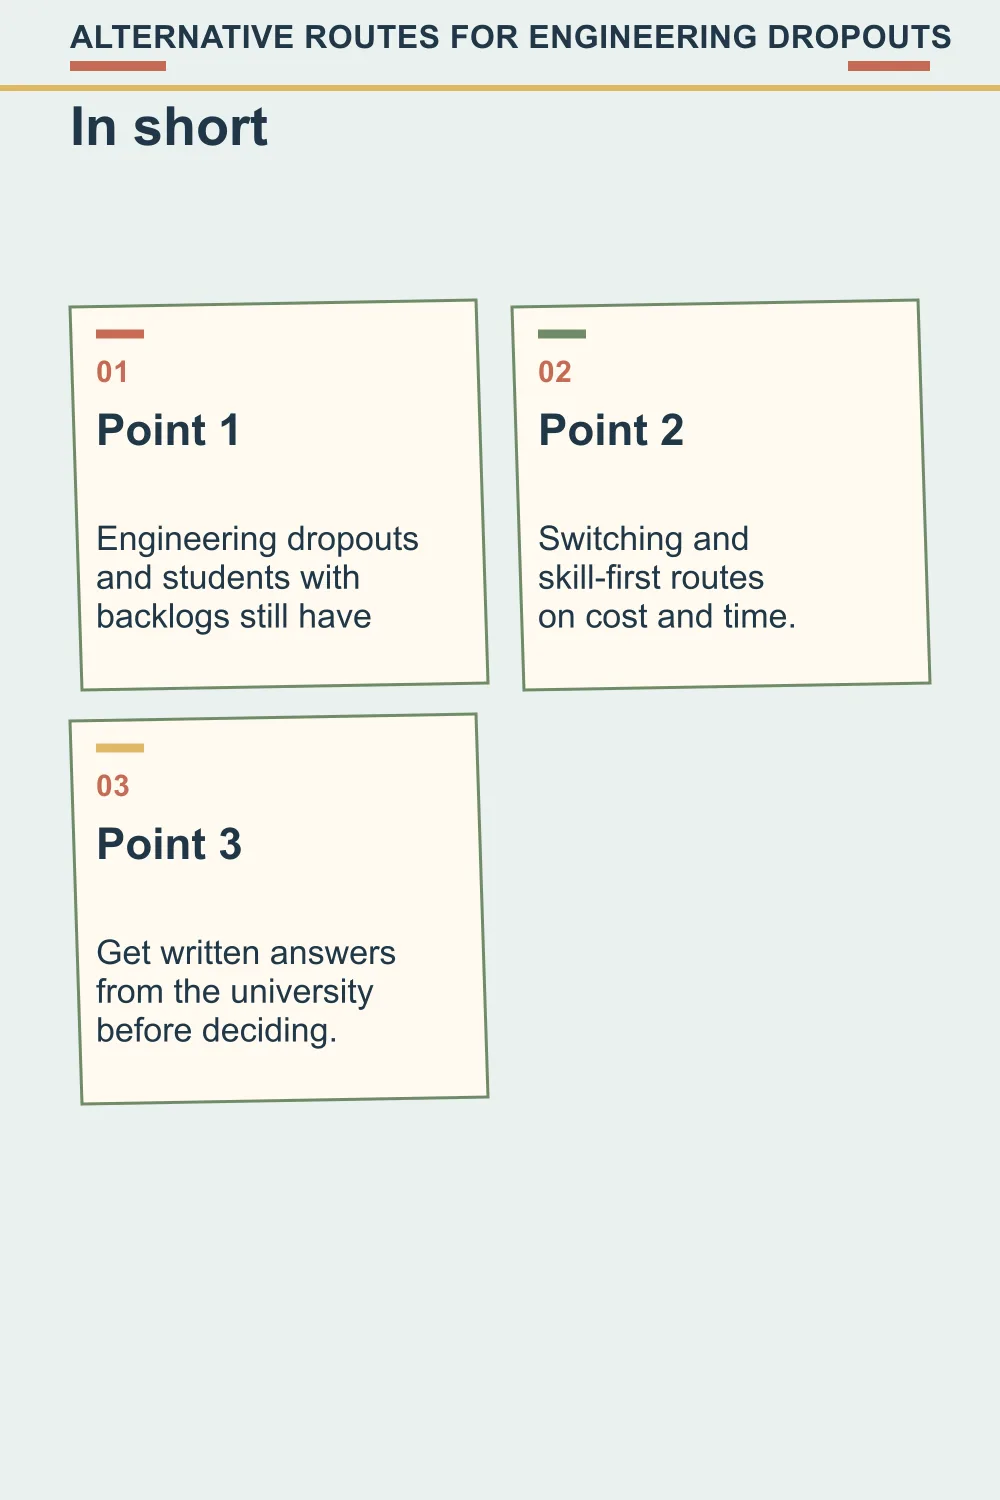 ALTERNATIVE ROUTES FOR ENGINEERING DROPOUTS
In short
01
Point 1
Engineering dropouts
and students with
backlogs still have
02
Point 2
Switching and
skill-first routes
on cost and time.
03
Point 3
Get written answers
from the university
before deciding.